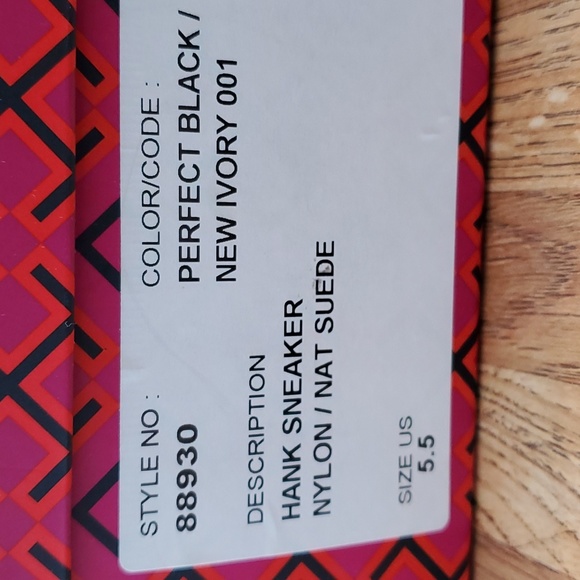 STYLE NO :
88930
COLOR/CODE :
PERFECT BLACK /
NEW IVORY 001
DESCRIPTION
HANK SNEAKER
NYLON / NAT SUEDE
SIZE US
5.5